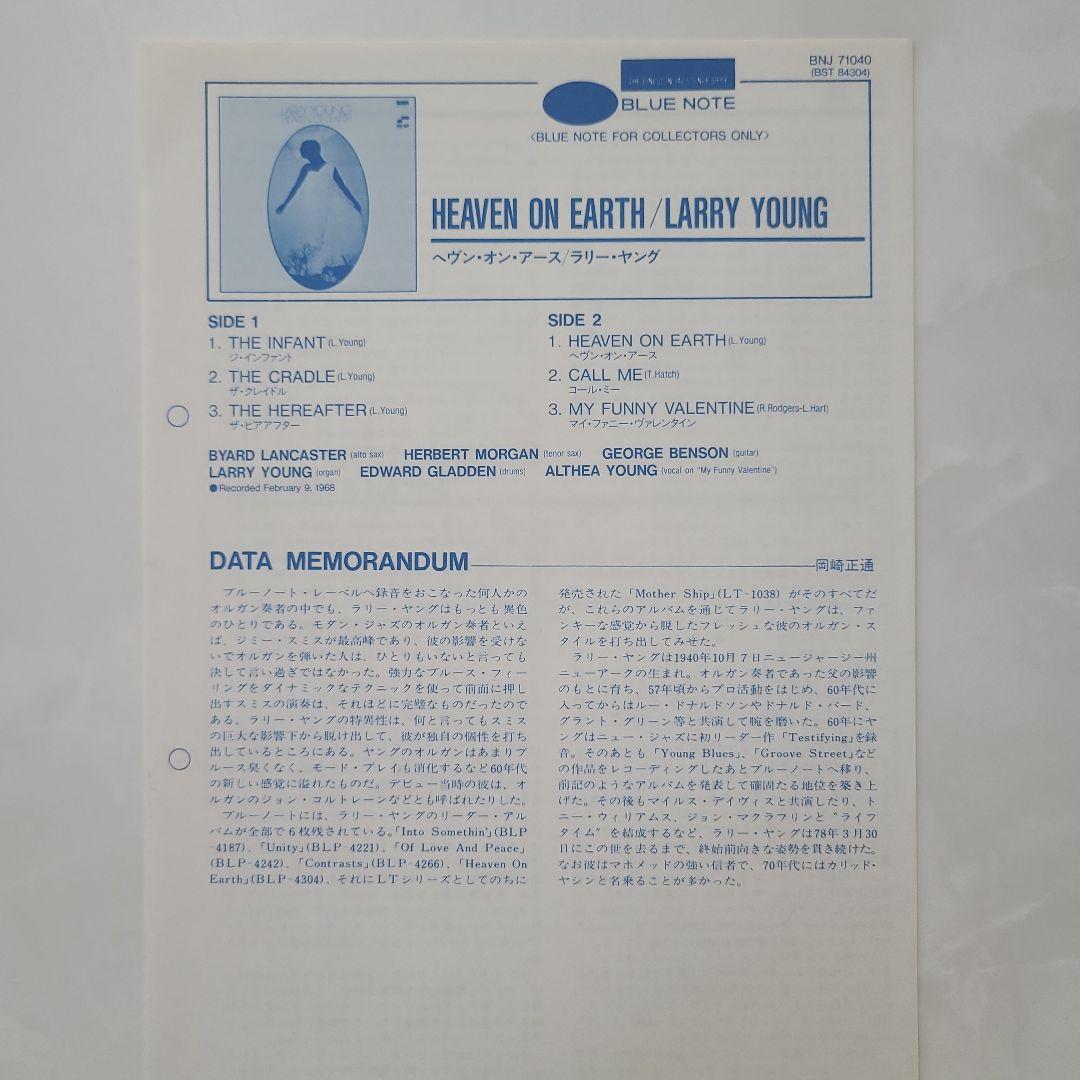 BNJ 71040
(BST 84304)
BLUE NOTE
〈BLUE NOTE FOR COLLECTORS ONLY〉
LARRY YOUNG
HEAVEN ON EARTH
HEAVEN ON EARTH/LARRY YOUNG
ヘヴン・オン・アース/ラリー・ヤング
SIDE 1
1. THE INFANT (L.Young)
ジ・インファント
2. THE CRADLE (L.Young)
ザ・クレイドル
3. THE HEREAFTER (L.Young)
ザ・ヒアアフター
SIDE 2
1. HEAVEN ON EARTH (L.Young)
ヘヴン・オン・アース
2. CALL ME (T.Hatch)
コール・ミー
3. MY FUNNY VALENTINE (R.Rodgers-L.Hart)
マイ・ファニー・ヴァレンタイン
BYARD LANCASTER (alto sax) HERBERT MORGAN (tenor sax) GEORGE BENSON (guitar)
LARRY YOUNG (organ) EDWARD GLADDEN (drums) ALTHEA YOUNG (vocal on "My Funny Valentine")
●Recorded February 9, 1968
DATA MEMORANDUM 岡崎正通
ブルーノート・レーベルへ録音をおこなった何人かの
オルガン奏者の中でも、ラリー・ヤングはもっとも異色
のひとりである。モダン・ジャズのオルガン奏者といえ
ば、ジミー・スミスが最高峰であり、彼の影響を受けな
いでオルガンを弾いた人は、ひとりもいないと言っても
決して言い過ぎではなかった。強力なブルース・フィー
リングをダイナミックなテクニックを使って前面に押し
出すスミスの演奏は、それほどに完璧なものだったので
ある。ラリー・ヤングの特異性は、何と言ってもスミス
の巨大な影響下から脱け出して、彼が独自の個性を打ち
出しているところにある。ヤングのオルガンはあまりブ
ルース臭くなく、モード・プレイも消化するなど60年代
の新しい感覚に溢れたものだ。デビュー当時の彼は、オ
ルガンのジョン・コルトレーンなどとも呼ばれたりした。
ブルーノートには、ラリー・ヤングのリーダー・アル
バムが全部で6枚残されている。「Into Somethin'」(BLP
-4187)、「Unity」(BLP-4221)、「Of Love And Peace」
(BLP-4242)、「Contrasts」(BLP-4266)、「Heaven On
Earth」(BLP-4304)、それにLTシリーズとしてのちに
発売された「Mother Ship」(LT-1038) がそのすべてだ
が、これらのアルバムを通じてラリー・ヤングは、ファ
ンキーな感覚から脱したフレッシュな彼のオルガン・ス
タイルを打ち出してみせた。
ラリー・ヤングは1940年10月7日ニュージャージー州
ニューアークの生まれ。オルガン奏者であった父の影響
のもとに育ち、57年頃からプロ活動をはじめ、60年代に
入ってからはルー・ドナルドソンやドナルド・バード、
グラント・グリーン等と共演して腕を磨いた。60年にヤ
ングはニュー・ジャズに初リーダー作「Testifying」を録
音。そのあとも「Young Blues」、「Groove Street」など
の作品をレコーディングしたあとブルーノートへ移り、
前記のようなアルバムを発表して確固たる地位を築き上
げた。その後もマイルス・デイヴィスと共演したり、ト
ニー・ウィリアムス、ジョン・マクラフリンと“ライフ
タイム”を結成するなど、ラリー・ヤングは78年3月30
日にこの世を去るまで、終始前向きな姿勢を貫き続けた。
なお彼はマホメッドの強い信者で、70年代にはカリッド・
ヤシンと名乗ることが多かった。